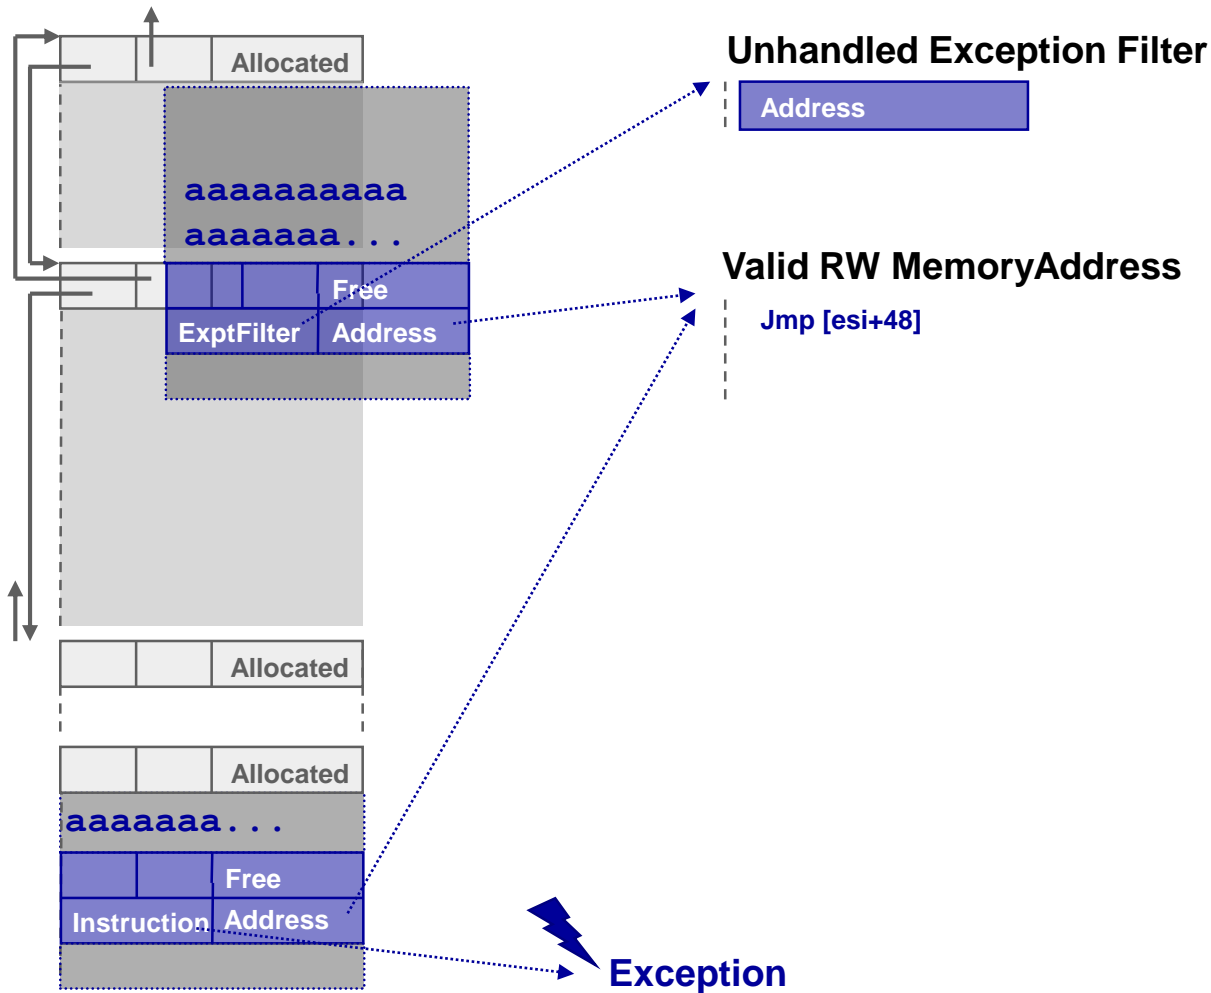 Allocated
Unhandled Exception Filter
Address
aaaaaaaaaa
aaaaaaa...
Free
ExptFilter Address
Valid RW MemoryAddress
Jmp [esi+48]
Allocated
Allocated
aaaaaaa...
Free
Instruction Address
Exception